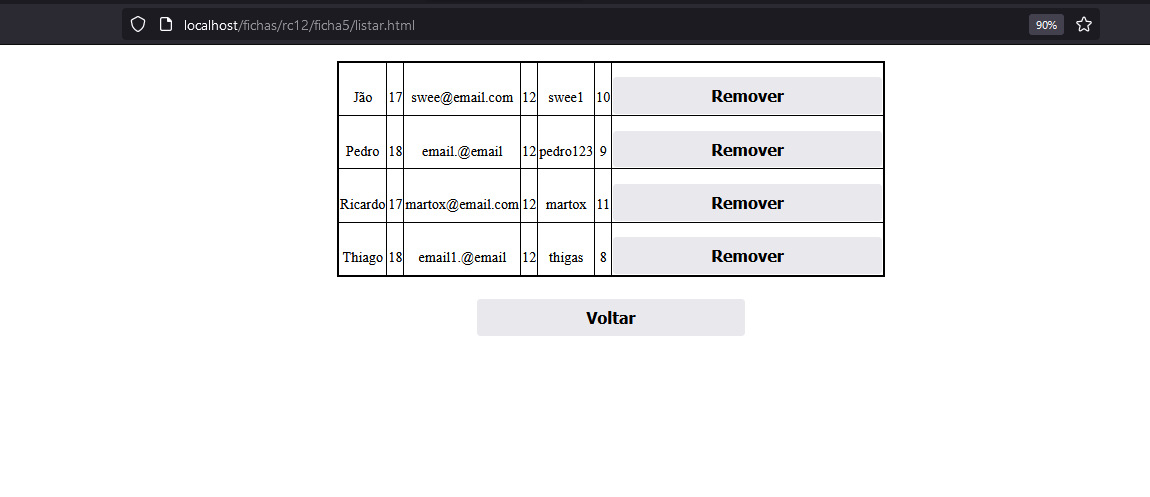 localhost/fichas/rc12/ficha5/listar.html 90%
Jão 17 swee@email.com 12 swee1 10 Remover
Pedro 18 email.@email 12 pedro123 9 Remover
Ricardo 17 martox@email.com 12 martox 11 Remover
Thiago 18 email1.@email 12 thigas 8 Remover
Voltar